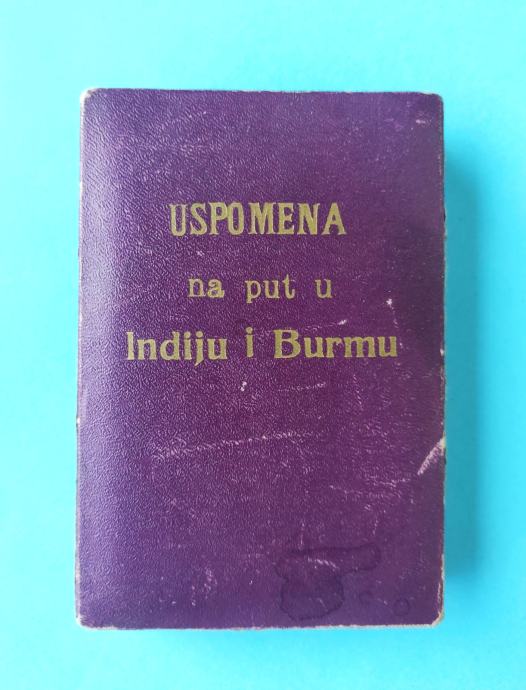 USPOMENA
na put u
Indiju i Burmu